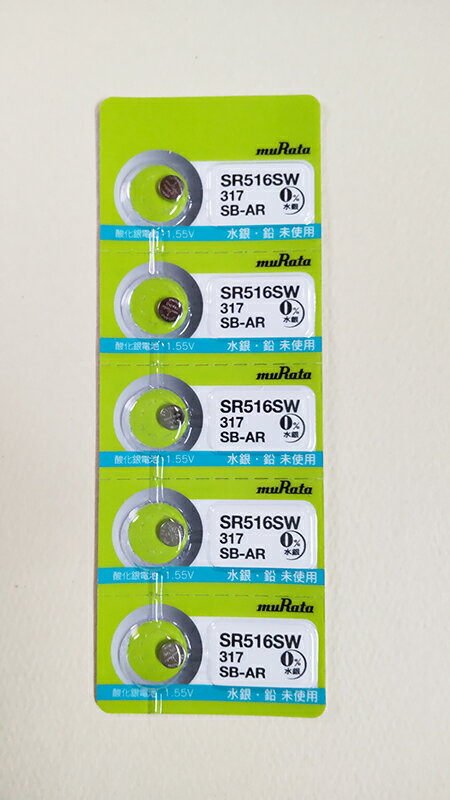 muRata
SR516SW
317
SB-AR
0%
水銀
酸化銀電池 1.55V
水銀・鉛 未使用
muRata
SR516SW
317
SB-AR
0%
水銀
酸化銀電池 1.55V
水銀・鉛 未使用
muRata
SR516SW
317
SB-AR
0%
水銀
酸化銀電池 1.55V
水銀・鉛 未使用
muRata
SR516SW
317
SB-AR
0%
水銀
酸化銀電池 1.55V
水銀・鉛 未使用
muRata
SR516SW
317
SB-AR
0%
水銀
酸化銀電池 1.55V
水銀・鉛 未使用